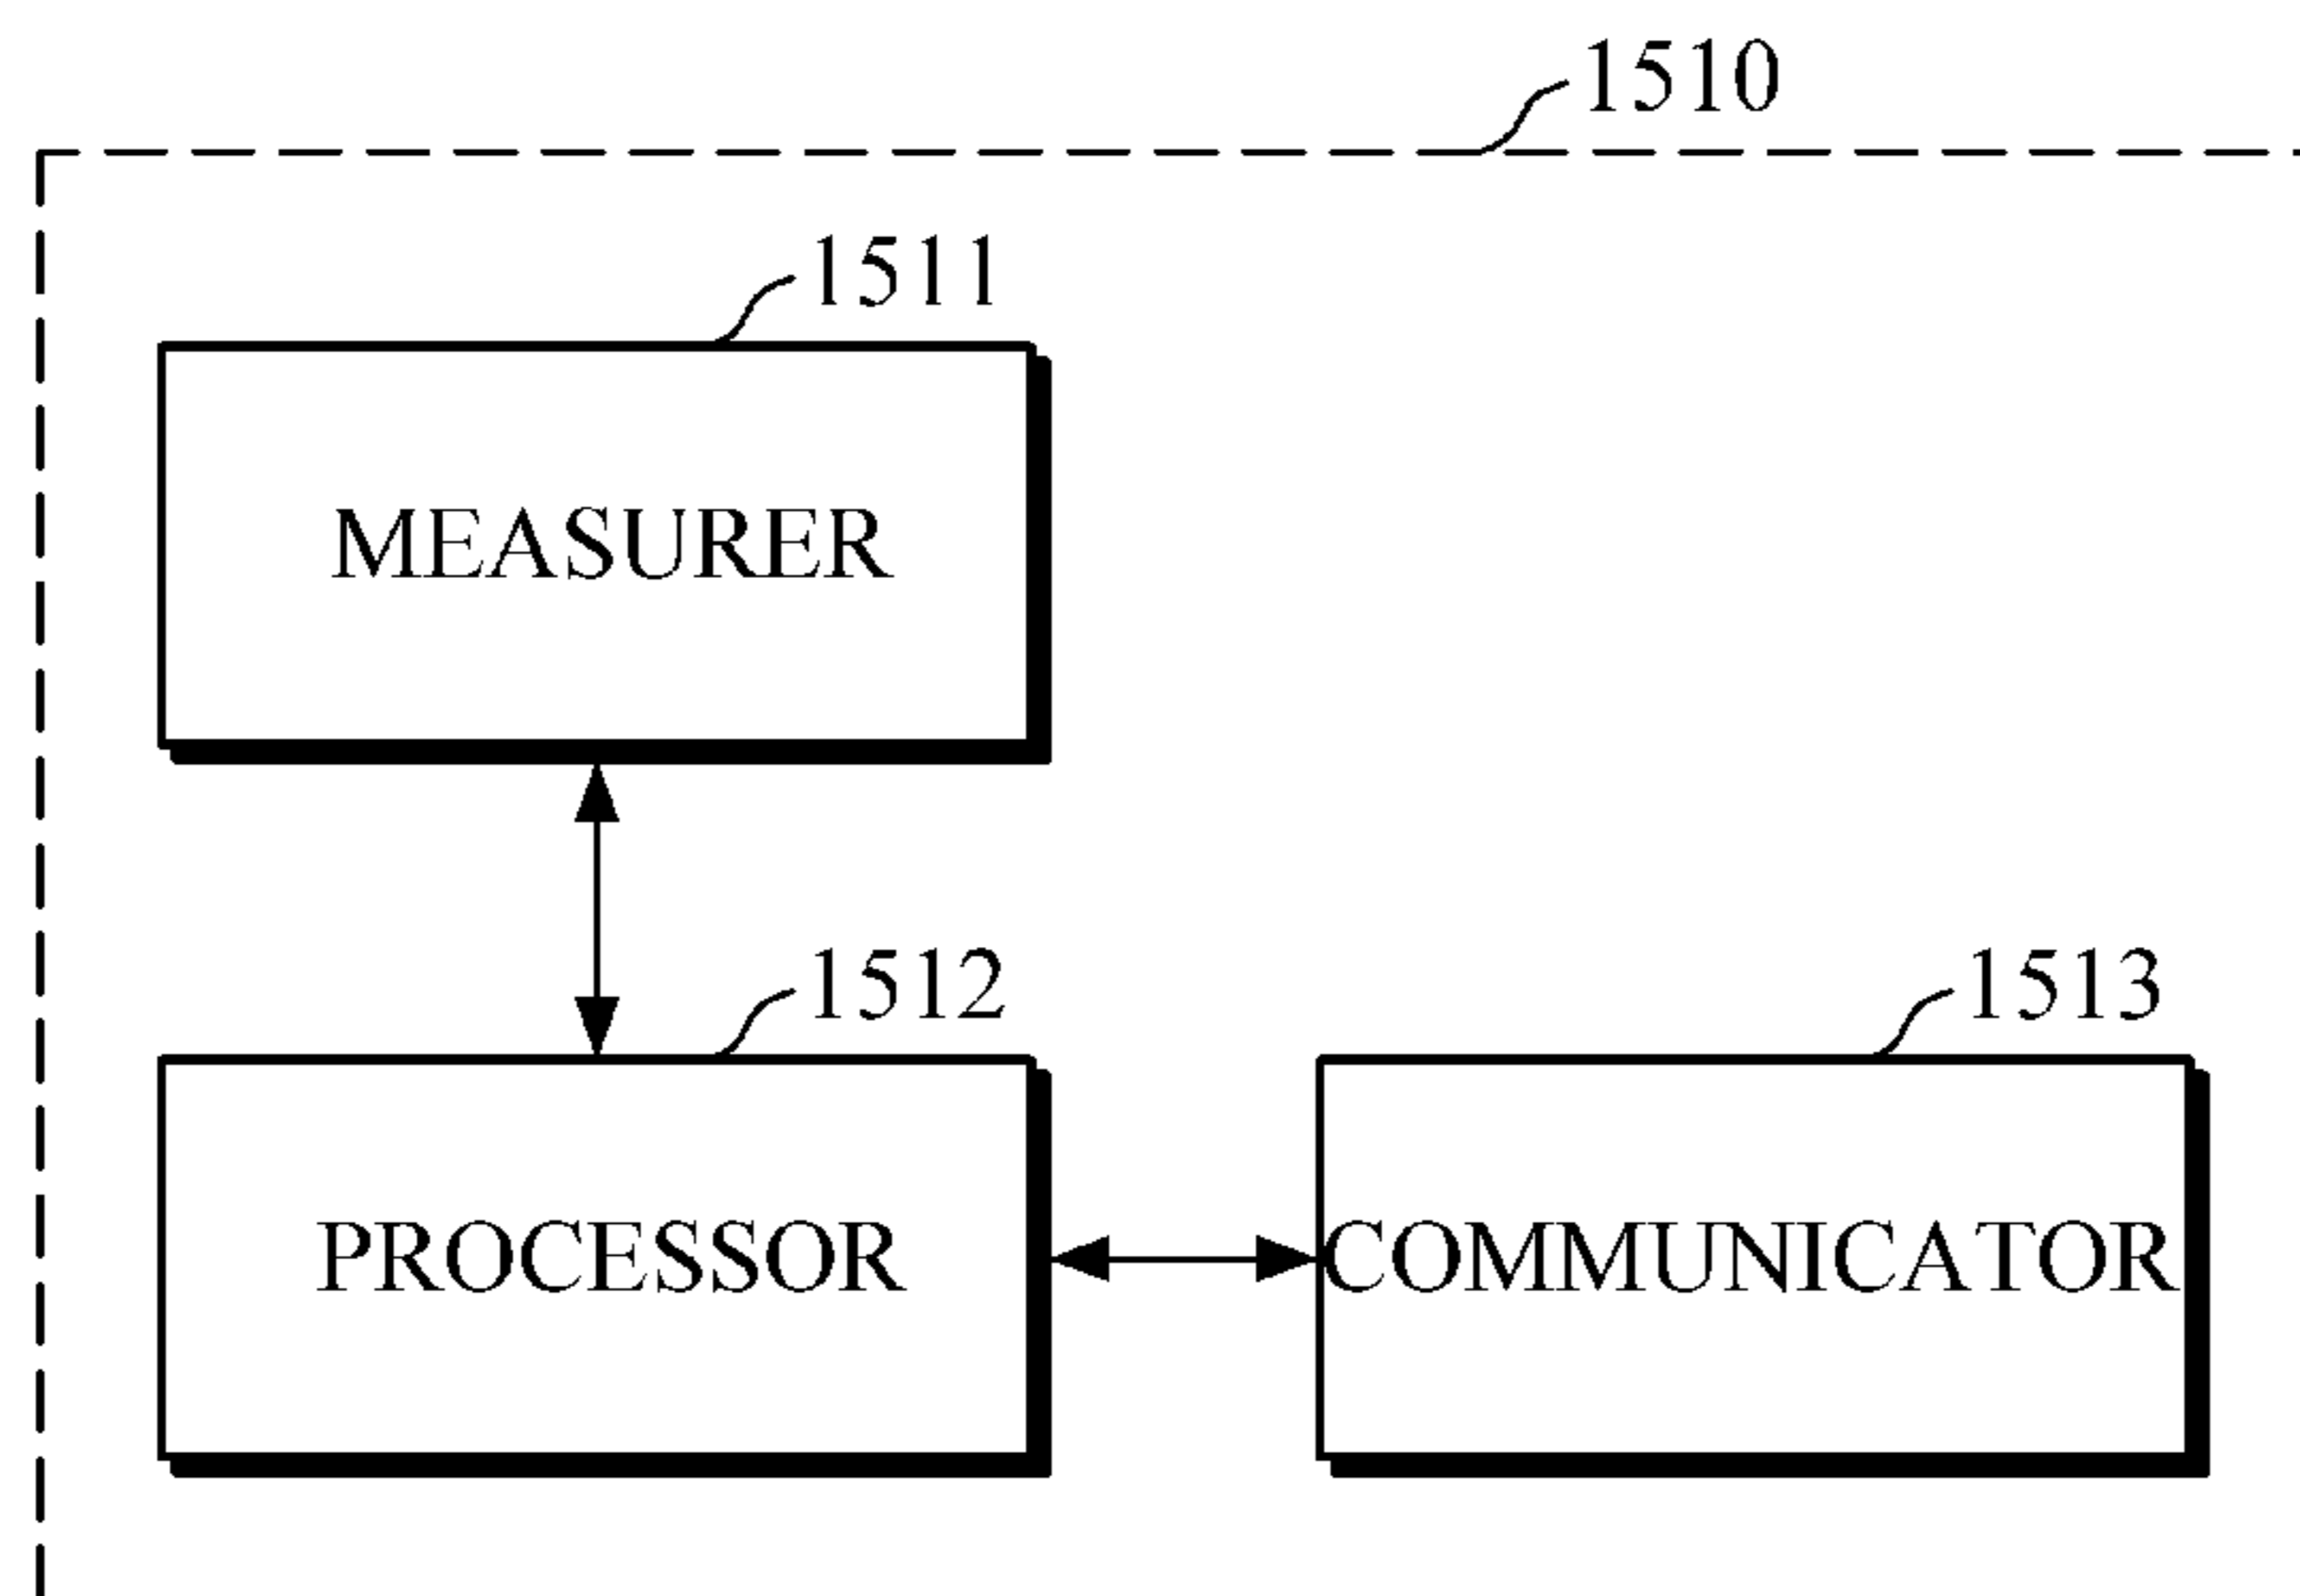 1510
1511
MEASURER
1512
1513
PROCESSOR
COMMUNICATOR